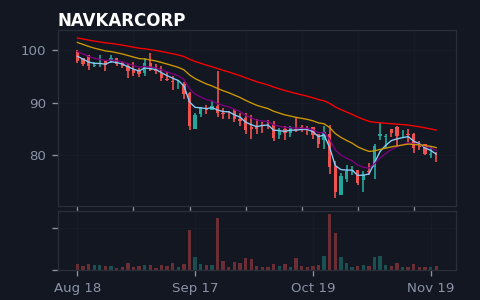 NAVKARCORP
100
90
80
Aug 18
Sep 17
Oct 19
Nov 19